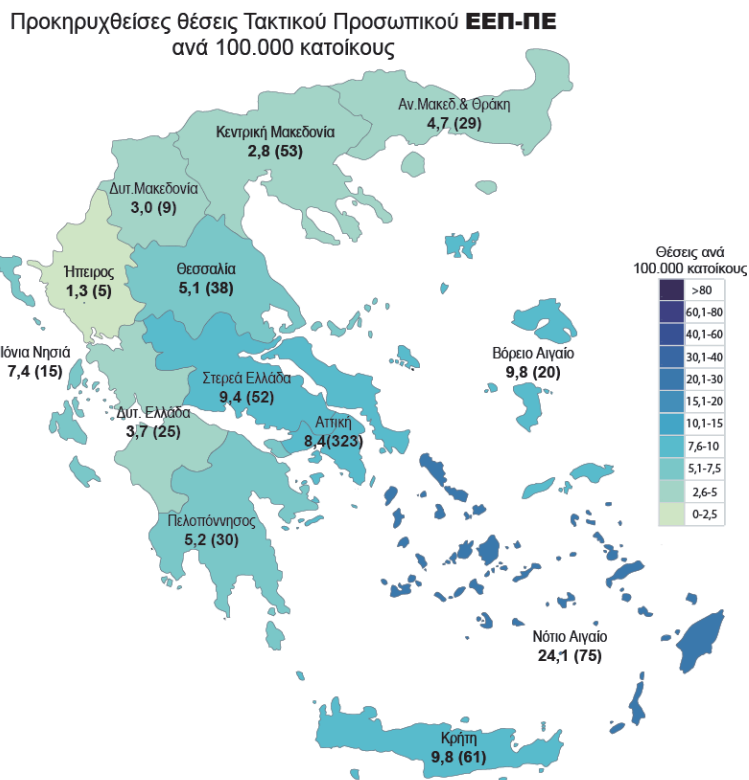 Προκηρυχθείσες θέσεις Τακτικού Προσωπικού ΕΕΠ-ΠΕ
ανά 100.000 κατοίκους
Αν.Μακεδ.& Θράκη
4,7 (29)
Κεντρική Μακεδονία
2,8 (53)
Δυτ.Μακεδονία
3,0 (9)
Ήπειρος
1,3 (5)
Θεσσαλία
5,1 (38)
Ιόνια Νησιά
7,4 (15)
Στερεά Ελλάδα
9,4 (52)
Βόρειο Αιγαίο
9,8 (20)
Δυτ. Ελλάδα
3,7 (25)
Αττική
8,4(323)
Πελοπόννησος
5,2 (30)
Νότιο Αιγαίο
24,1 (75)
Κρήτη
9,8 (61)
Θέσεις ανά
100.000 κατοίκους
>80
60,1-80
40,1-60
30,1-40
20,1-30
15,1-20
10,1-15
7,6-10
5,1-7,5
2,6-5
0-2,5